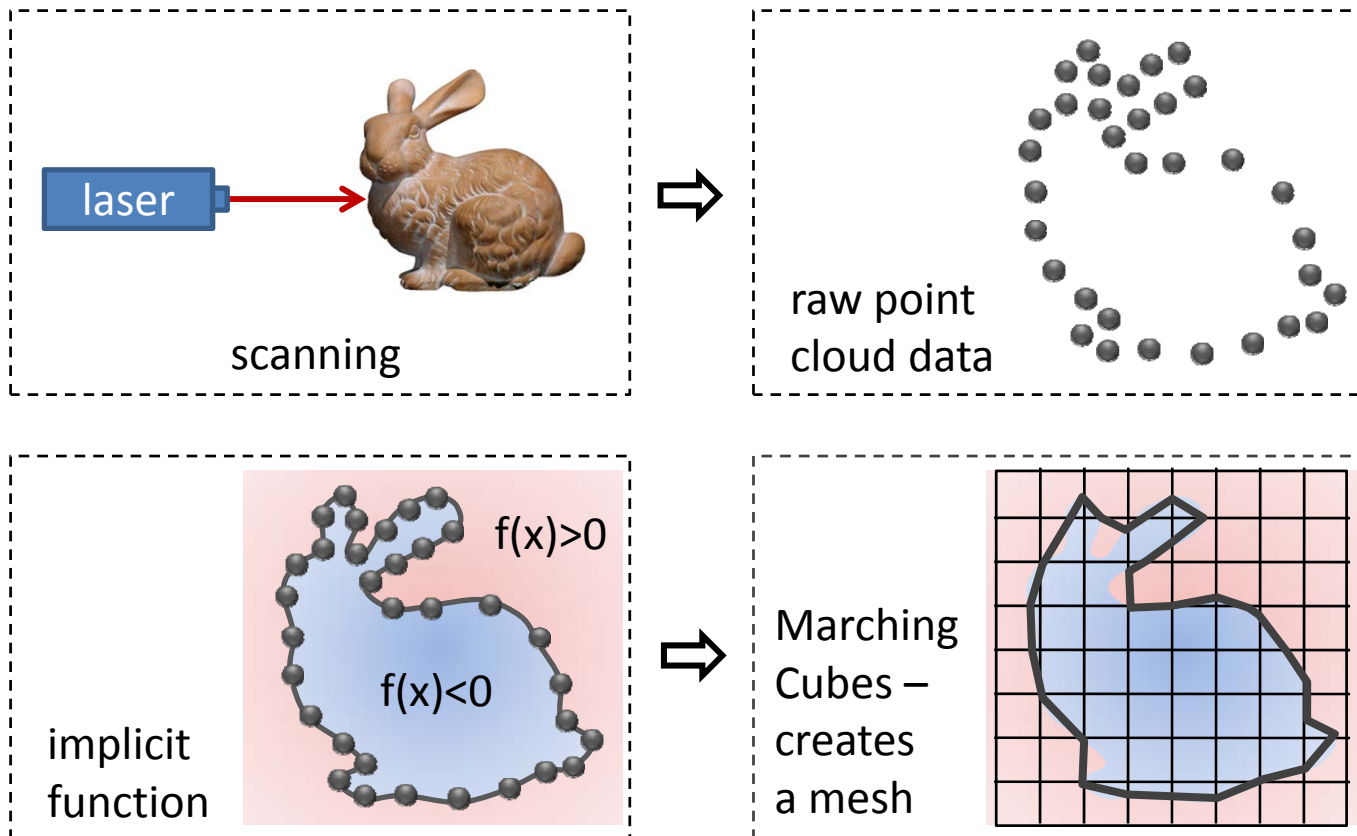 laser
scanning
raw point
cloud data
f(x)>0
f(x)<0
implicit
function
Marching
Cubes –
creates
a mesh